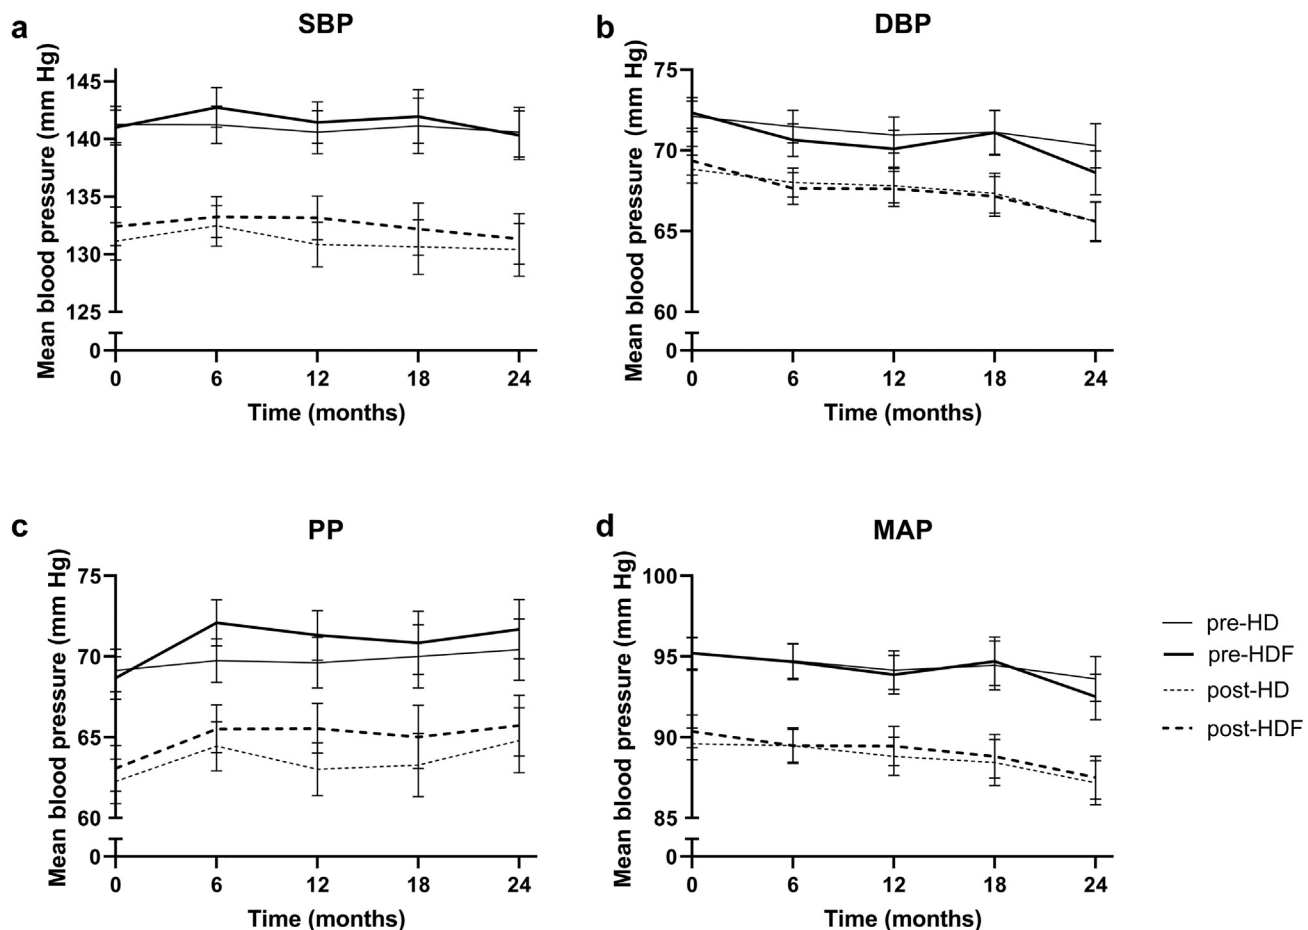 a
SBP
Mean blood pressure (mm Hg)
145
140
135
130
125
0
0 6 12 18 24
Time (months)
b
DBP
Mean blood pressure (mm Hg)
75
70
65
60
0
0 6 12 18 24
Time (months)
c
PP
Mean blood pressure (mm Hg)
75
70
65
60
0
0 6 12 18 24
Time (months)
d
MAP
Mean blood pressure (mm Hg)
100
95
90
85
0
0 6 12 18 24
Time (months)
pre-HD
pre-HDF
post-HD
post-HDF